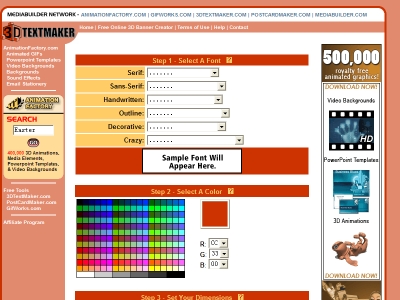 MEDIABUILDER NETWORK - ANIMATIONFACTORY.COM | GIFWORKS.COM | 3DTEXTMAKER.COM | POSTCARDMAKER.COM | MEDIABUILDER.COM
3D TEXTMAKER
Home | Free Online 3D Banner Creator | Terms of Use | Help | Contact
AnimationFactory.com
Animated GIFs
Powerpoint Templates
Video Backgrounds
Backgrounds
Sound Effects
Email Stationery
ANIMATION FACTORY
SEARCH
Easter
GO
400,000 3D Animations,
Media Elements,
Powerpoint Templates,
& Video Backgrounds
Free Tools
3DTextMaker.com
PostCardMaker.com
GifWorks.com
Affiliate Program
Step 1 - Select A Font ?
Serif: .......
Sans-Serif: .......
Handwritten: .......
Outline: .......
Decorative: .......
Crazy: .......
Sample Font Will
Appear Here.
Step 2 - Select A Color ?
R: CC
G: 33
B: 00
Step 3 - Set Your Dimensions ?
500,000
royalty free
animated graphics!
DOWNLOAD NOW!
Video Backgrounds
HD
PowerPoint Templates
3D Animations
DOWNLOAD NOW!